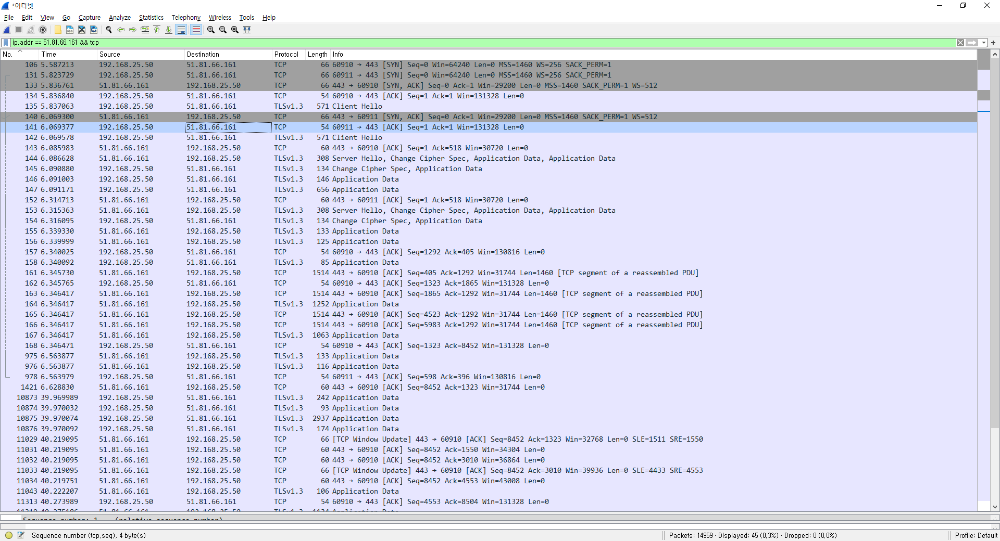 *이더넷
File Edit View Go Capture Analyze Statistics Telephony Wireless Tools Help
ip.addr == 51.81.66.161 && tcp
No. Time Source Destination Protocol Length Info
106 5.587213 192.168.25.50 51.81.66.161 TCP 66 60910 → 443 [SYN] Seq=0 Win=64240 Len=0 MSS=1460 WS=256 SACK_PERM=1
131 5.823729 192.168.25.50 51.81.66.161 TCP 66 60911 → 443 [SYN] Seq=0 Win=64240 Len=0 MSS=1460 WS=256 SACK_PERM=1
133 5.836761 51.81.66.161 192.168.25.50 TCP 66 443 → 60910 [SYN, ACK] Seq=0 Ack=1 Win=29200 Len=0 MSS=1460 SACK_PERM=1 WS=512
134 5.836840 192.168.25.50 51.81.66.161 TCP 54 60910 → 443 [ACK] Seq=1 Ack=1 Win=131328 Len=0
135 5.837063 192.168.25.50 51.81.66.161 TLSv1.3 571 Client Hello
140 6.069300 51.81.66.161 192.168.25.50 TCP 66 443 → 60911 [SYN, ACK] Seq=0 Ack=1 Win=29200 Len=0 MSS=1460 SACK_PERM=1 WS=512
141 6.069377 192.168.25.50 51.81.66.161 TCP 54 60911 → 443 [ACK] Seq=1 Ack=1 Win=131328 Len=0
142 6.069578 192.168.25.50 51.81.66.161 TLSv1.3 571 Client Hello
143 6.085983 51.81.66.161 192.168.25.50 TCP 60 443 → 60910 [ACK] Seq=1 Ack=518 Win=30720 Len=0
144 6.086628 51.81.66.161 192.168.25.50 TLSv1.3 308 Server Hello, Change Cipher Spec, Application Data, Application Data
145 6.090880 192.168.25.50 51.81.66.161 TLSv1.3 134 Change Cipher Spec, Application Data
146 6.091003 192.168.25.50 51.81.66.161 TLSv1.3 146 Application Data
147 6.091171 192.168.25.50 51.81.66.161 TLSv1.3 656 Application Data
152 6.314713 51.81.66.161 192.168.25.50 TCP 60 443 → 60911 [ACK] Seq=1 Ack=518 Win=30720 Len=0
153 6.315363 51.81.66.161 192.168.25.50 TLSv1.3 308 Server Hello, Change Cipher Spec, Application Data, Application Data
154 6.316095 192.168.25.50 51.81.66.161 TLSv1.3 134 Change Cipher Spec, Application Data
155 6.339330 51.81.66.161 192.168.25.50 TLSv1.3 133 Application Data
156 6.339999 51.81.66.161 192.168.25.50 TLSv1.3 125 Application Data
157 6.340025 192.168.25.50 51.81.66.161 TCP 54 60910 → 443 [ACK] Seq=1292 Ack=405 Win=130816 Len=0
158 6.340092 192.168.25.50 51.81.66.161 TLSv1.3 85 Application Data
161 6.345730 51.81.66.161 192.168.25.50 TCP 1514 443 → 60910 [ACK] Seq=405 Ack=1292 Win=31744 Len=1460 [TCP segment of a reassembled PDU]
162 6.345765 192.168.25.50 51.81.66.161 TCP 54 60910 → 443 [ACK] Seq=1323 Ack=1865 Win=131328 Len=0
163 6.346417 51.81.66.161 192.168.25.50 TCP 1514 443 → 60910 [ACK] Seq=1865 Ack=1292 Win=31744 Len=1460 [TCP segment of a reassembled PDU]
164 6.346417 51.81.66.161 192.168.25.50 TLSv1.3 1252 Application Data
165 6.346417 51.81.66.161 192.168.25.50 TCP 1514 443 → 60910 [ACK] Seq=4523 Ack=1292 Win=31744 Len=1460 [TCP segment of a reassembled PDU]
166 6.346417 51.81.66.161 192.168.25.50 TCP 1514 443 → 60910 [ACK] Seq=5983 Ack=1292 Win=31744 Len=1460 [TCP segment of a reassembled PDU]
167 6.346417 51.81.66.161 192.168.25.50 TLSv1.3 1063 Application Data
168 6.346471 192.168.25.50 51.81.66.161 TCP 54 60910 → 443 [ACK] Seq=1323 Ack=8452 Win=131328 Len=0
975 6.563877 51.81.66.161 192.168.25.50 TLSv1.3 133 Application Data
976 6.563877 51.81.66.161 192.168.25.50 TLSv1.3 116 Application Data
978 6.563979 192.168.25.50 51.81.66.161 TCP 54 60911 → 443 [ACK] Seq=598 Ack=396 Win=130816 Len=0
1421 6.628830 51.81.66.161 192.168.25.50 TCP 60 443 → 60910 [ACK] Seq=8452 Ack=1323 Win=31744 Len=0
10873 39.969989 192.168.25.50 51.81.66.161 TLSv1.3 242 Application Data
10874 39.970032 192.168.25.50 51.81.66.161 TLSv1.3 93 Application Data
10875 39.970074 192.168.25.50 51.81.66.161 TLSv1.3 2937 Application Data
10876 39.970092 192.168.25.50 51.81.66.161 TLSv1.3 174 Application Data
11029 40.219095 51.81.66.161 192.168.25.50 TCP 66 [TCP Window Update] 443 → 60910 [ACK] Seq=8452 Ack=1323 Win=32768 Len=0 SLE=1511 SRE=1550
11031 40.219095 51.81.66.161 192.168.25.50 TCP 60 443 → 60910 [ACK] Seq=8452 Ack=1550 Win=34304 Len=0
11032 40.219095 51.81.66.161 192.168.25.50 TCP 60 443 → 60910 [ACK] Seq=8452 Ack=3010 Win=36864 Len=0
11033 40.219095 51.81.66.161 192.168.25.50 TCP 66 [TCP Window Update] 443 → 60910 [ACK] Seq=8452 Ack=3010 Win=39936 Len=0 SLE=4433 SRE=4553
11034 40.219751 51.81.66.161 192.168.25.50 TCP 60 443 → 60910 [ACK] Seq=8452 Ack=4553 Win=43008 Len=0
11043 40.222207 51.81.66.161 192.168.25.50 TLSv1.3 106 Application Data
11313 40.273989 192.168.25.50 51.81.66.161 TCP 54 60910 → 443 [ACK] Seq=4553 Ack=8504 Win=131328 Len=0
Sequence number: 1 (relative sequence number)
Sequence number (tcp.seq), 4 byte(s)
Packets: 14959 · Displayed: 45 (0.3%) · Dropped: 0 (0.0%)
Profile: Default